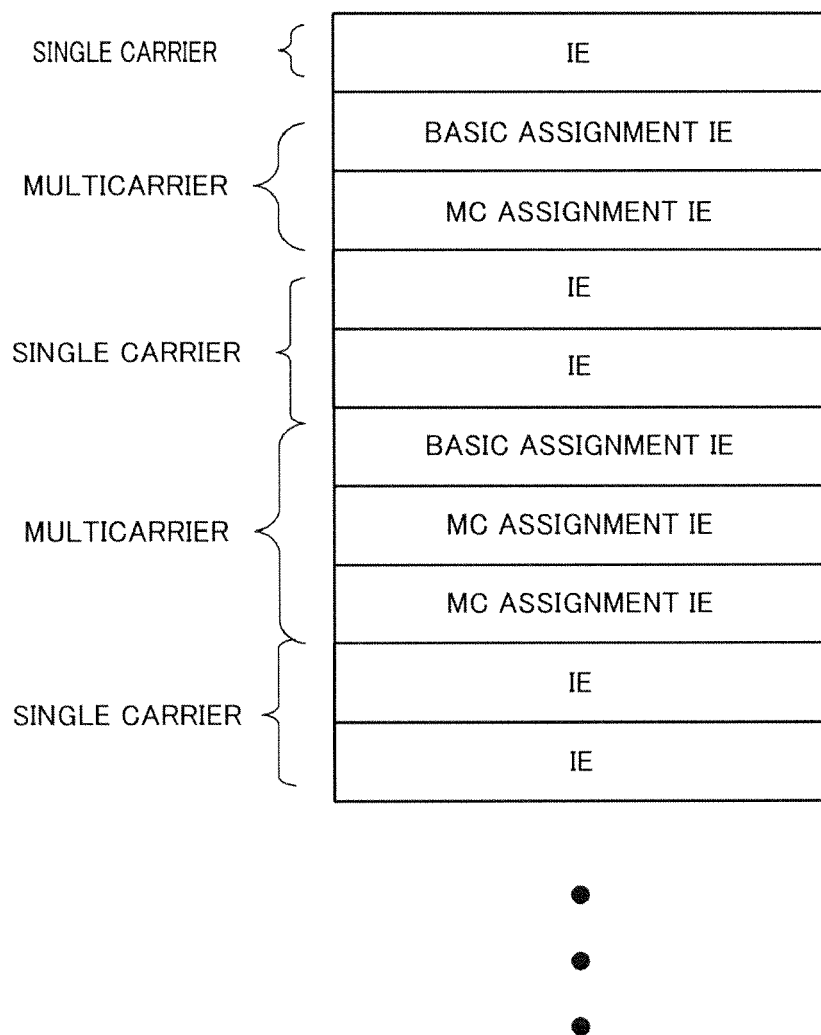 SINGLE CARRIER
IE
MULTICARRIER
BASIC ASSIGNMENT IE
MC ASSIGNMENT IE
SINGLE CARRIER
IE
IE
MULTICARRIER
BASIC ASSIGNMENT IE
MC ASSIGNMENT IE
MC ASSIGNMENT IE
SINGLE CARRIER
IE
IE